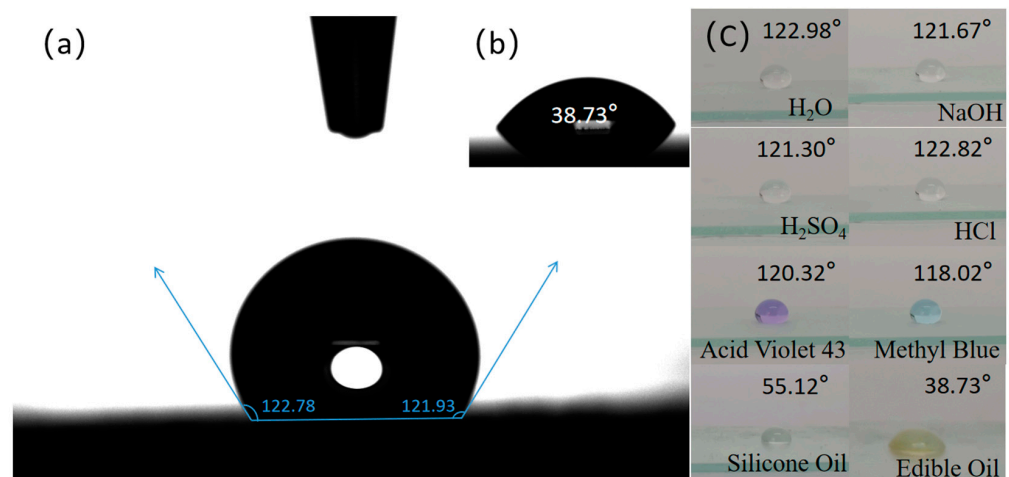 (a)
122.78
121.93
(b)
38.73°
(C)
122.98°
H₂O
121.67°
NaOH
121.30°
H₂SO₄
122.82°
HCl
120.32°
Acid Violet 43
118.02°
Methyl Blue
55.12°
Silicone Oil
38.73°
Edible Oil